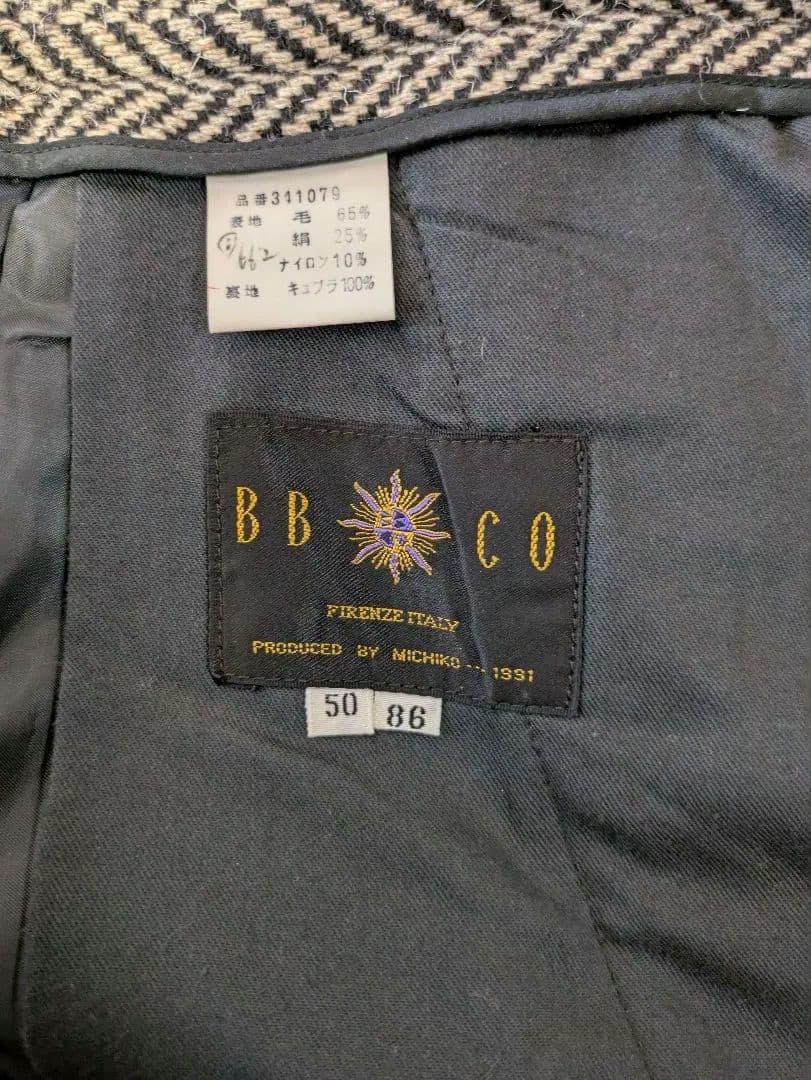 品番341079
表地 毛 65%
絹 25%
662 ナイロン10%
裏地 キュプラ100%
BB CO
FIRENZE ITALY
PRODUCED BY MICHIKO 1991
50 86